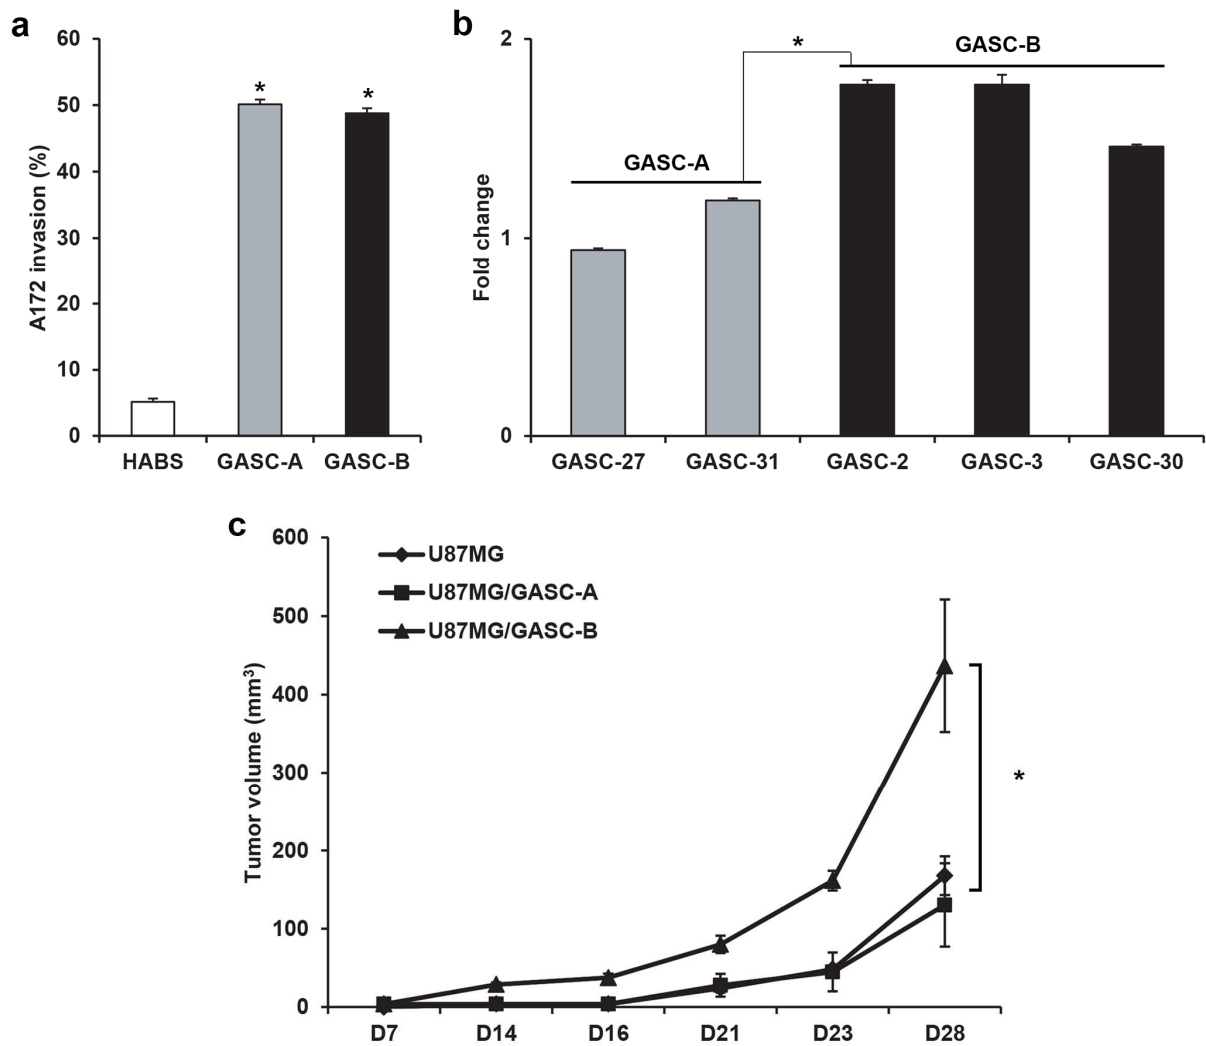 a
60
50
40
30
20
10
0
A172 invasion (%)
*
*
HABS GASC-A GASC-B
b
2
1
0
Fold change
GASC-A
*
GASC-B
GASC-27 GASC-31 GASC-2 GASC-3 GASC-30
c
600
500
400
300
200
100
0
Tumor volume (mm³)
U87MG
U87MG/GASC-A
U87MG/GASC-B
*
D7 D14 D16 D21 D23 D28